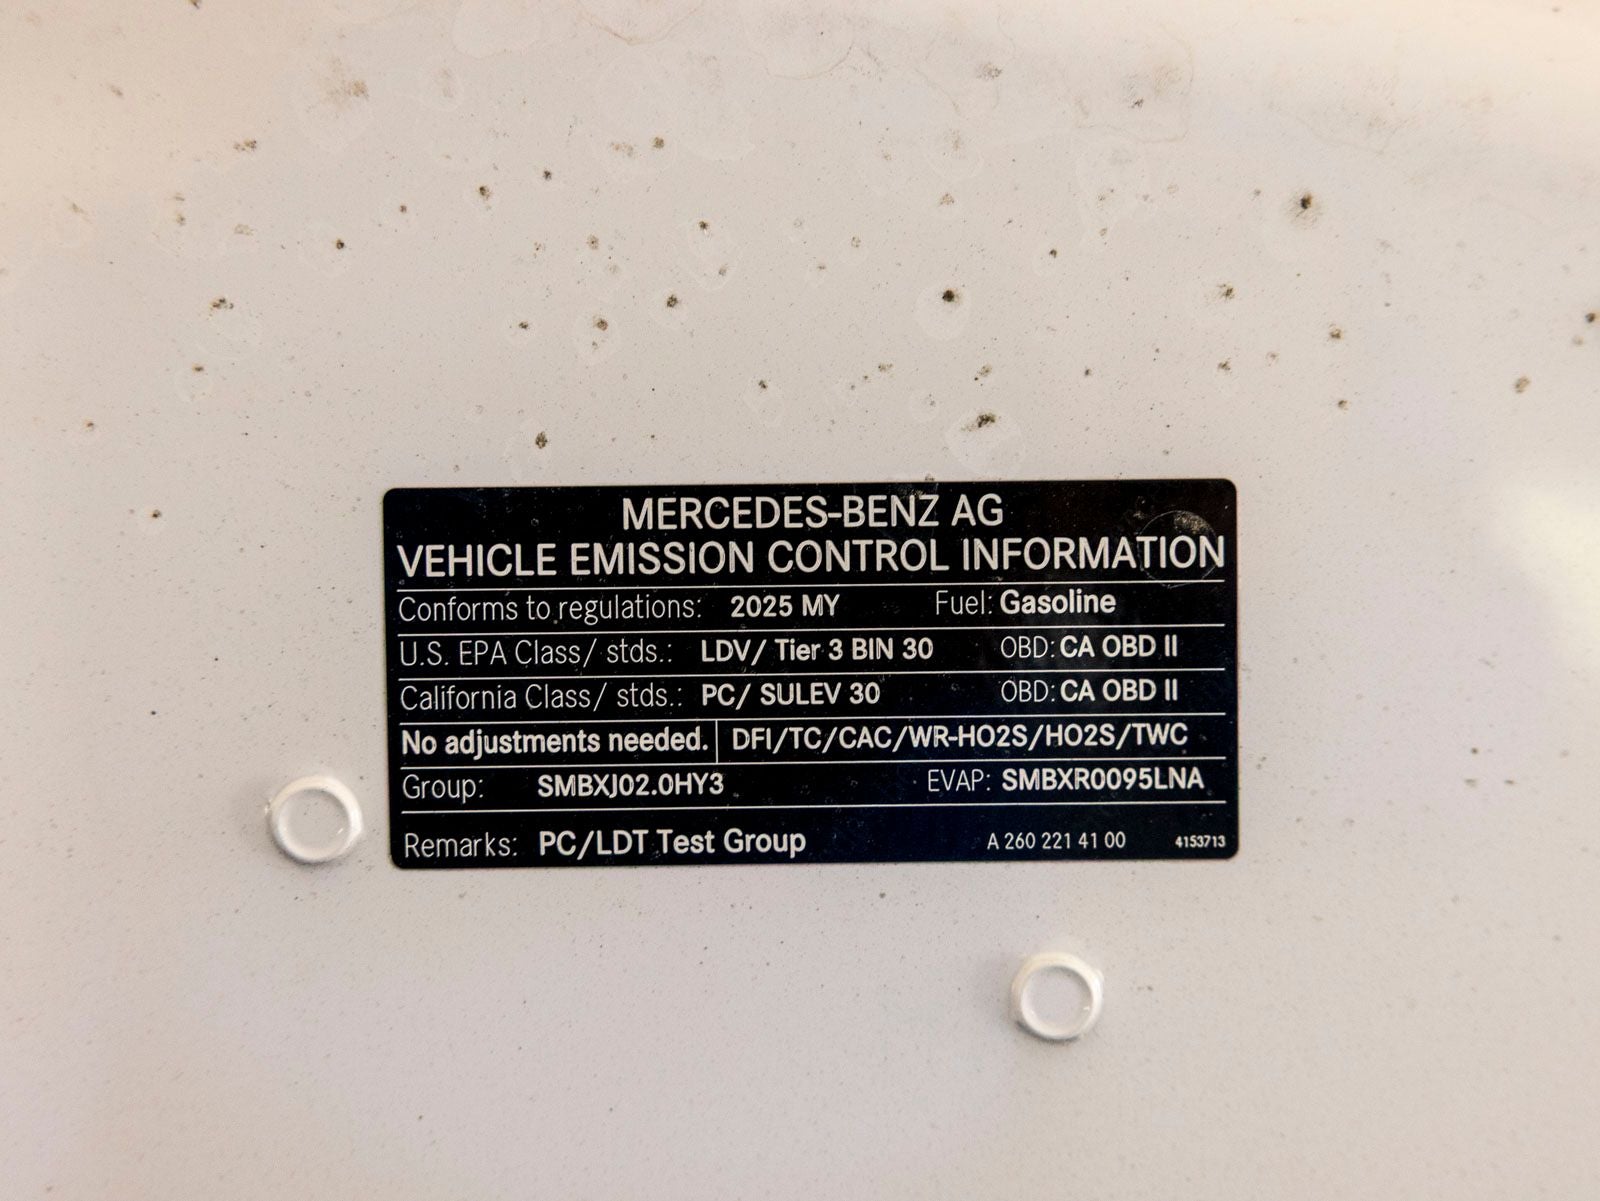 MERCEDES-BENZ AG
VEHICLE EMISSION CONTROL INFORMATION
Conforms to regulations: 2025 MY Fuel: Gasoline
U.S. EPA Class/ stds.: LDV/ Tier 3 BIN 30 OBD: CA OBD II
California Class/ stds.: PC/ SULEV 30 OBD: CA OBD II
No adjustments needed. DFI/TC/CAC/WR-HO2S/HO2S/TWC
Group: SMBXJ02.0HY3 EVAP: SMBXR0095LNA
Remarks: PC/LDT Test Group A 260 221 41 00 4153713